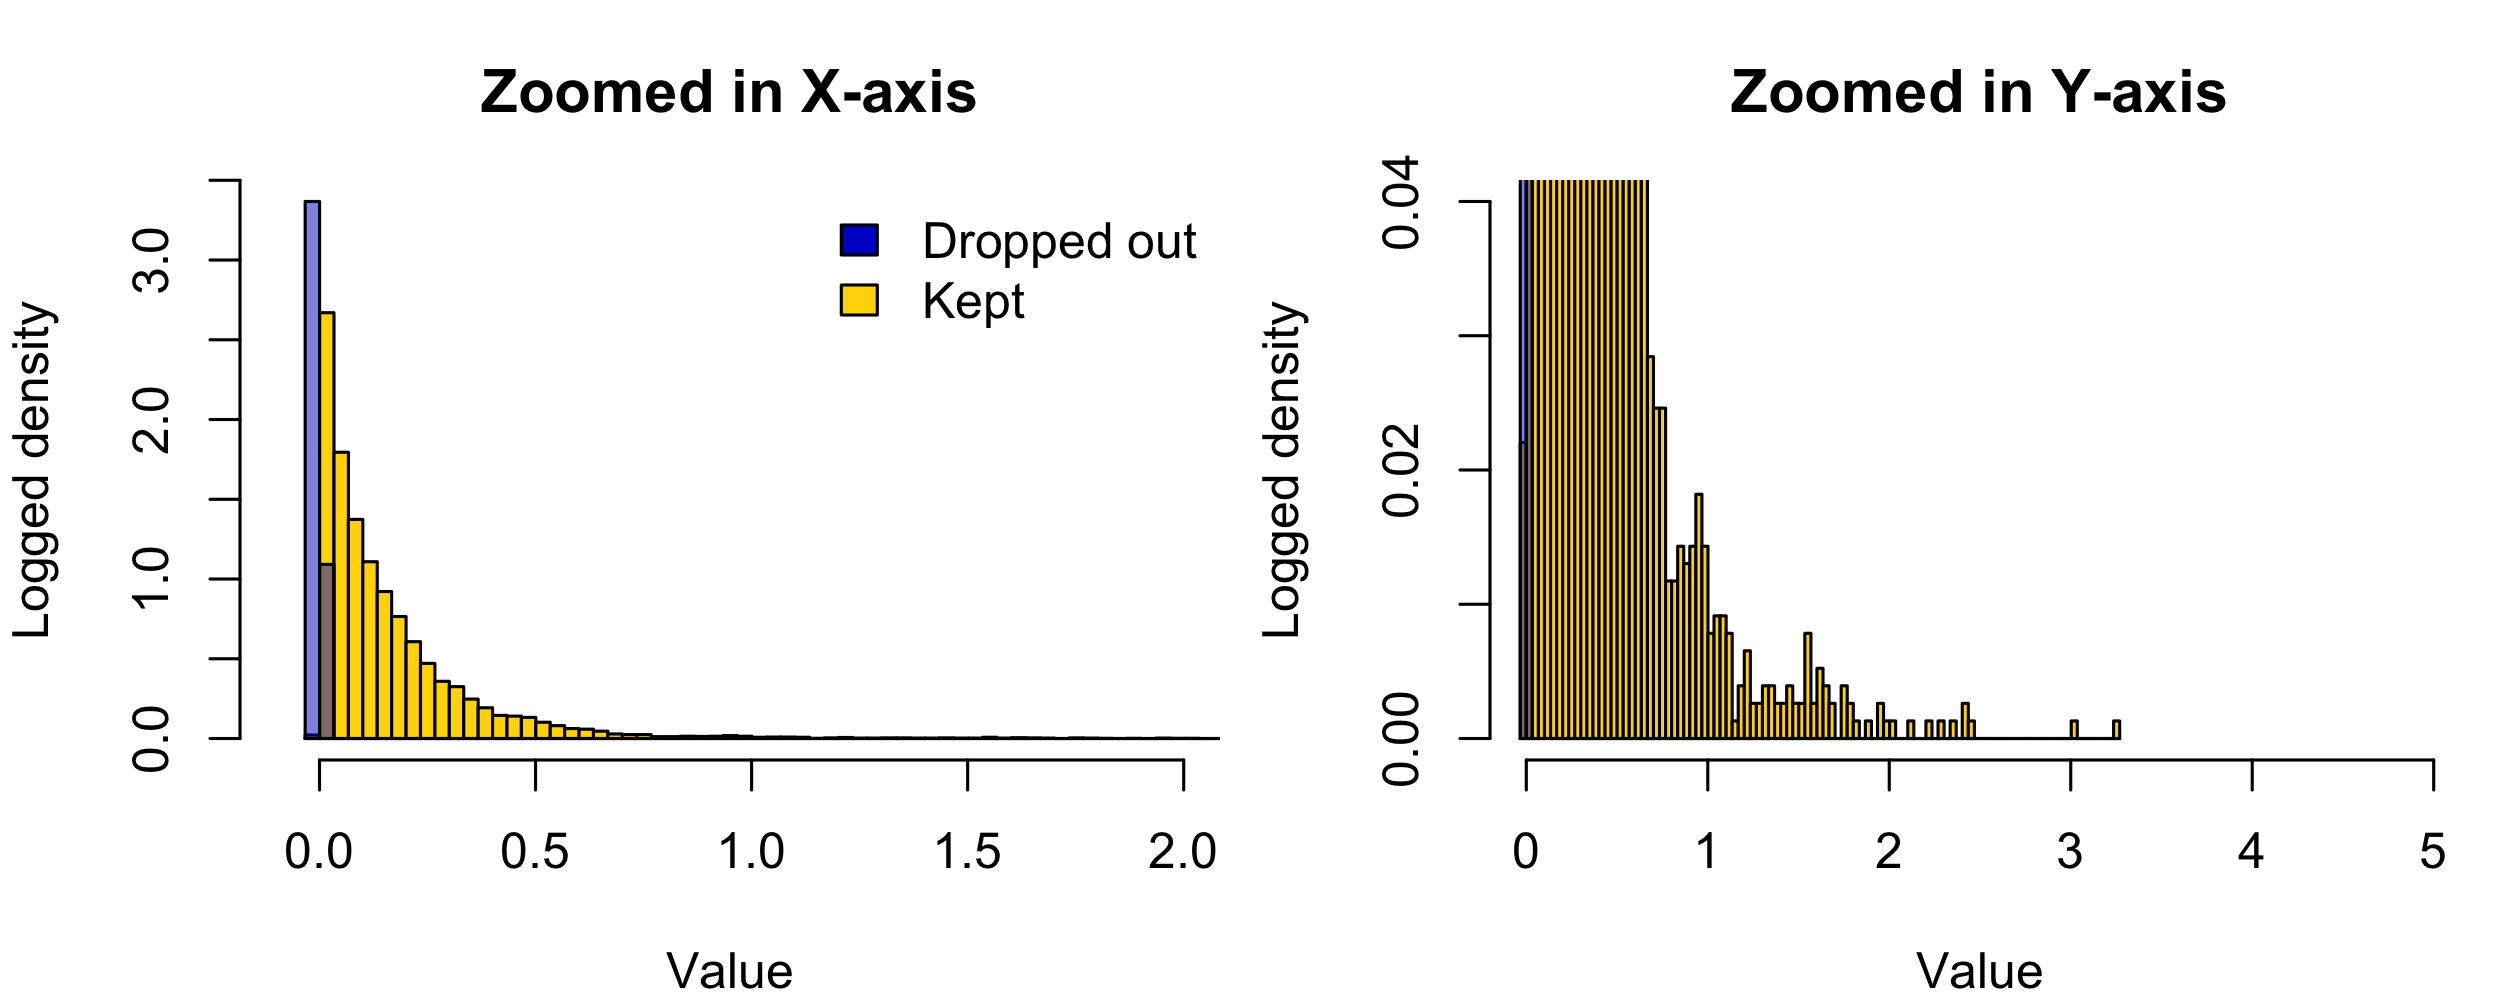 Zoomed in X-axis
Logged density
3.0
2.0
1.0
0.0
Dropped out
Kept
0.0 0.5 1.0 1.5 2.0
Value
Zoomed in Y-axis
Logged density
0.04
0.02
0.00
0 1 2 3 4 5
Value